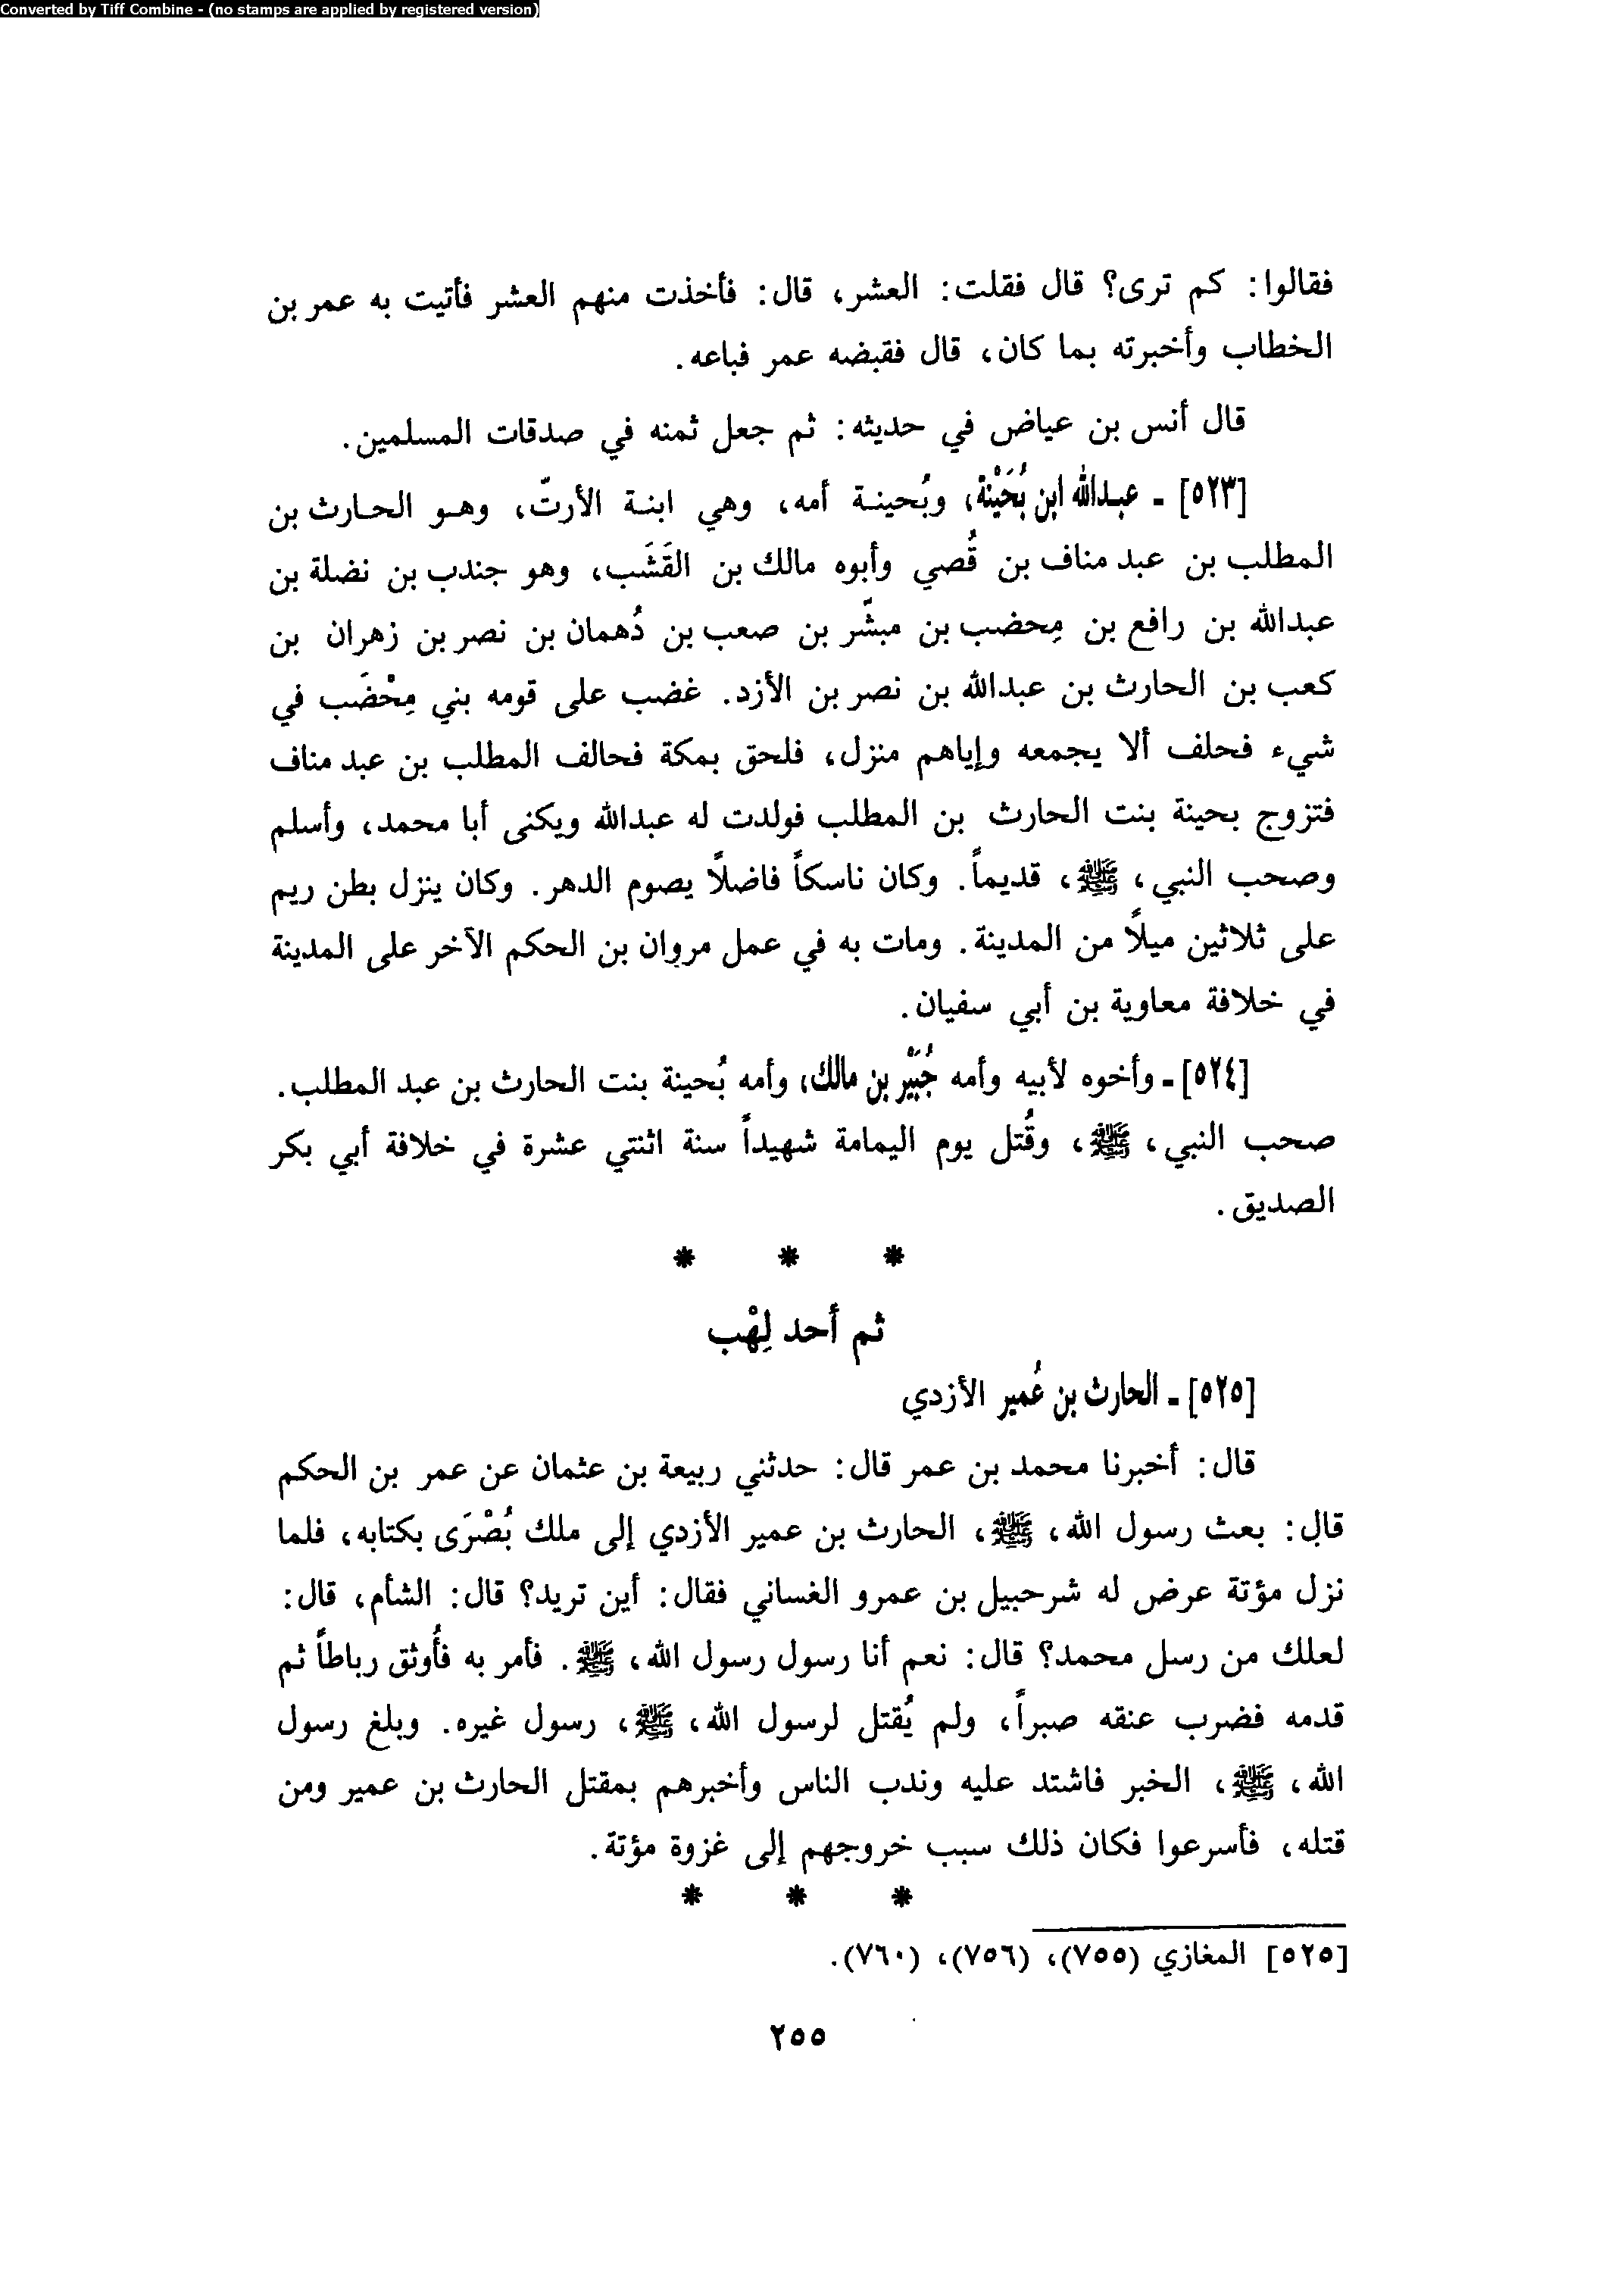 Converted by Tiff Combine - (no stamps are applied by registered version)
فقالوا: كم ترى؟ قال فقلت: العشر، قال: فأخذت منهم العشر فأتيت به عمر بن
الخطاب وأخبرته بما كان، قال فقبضه عمر فباعه.
قال أنس بن عياض في حديثه: ثم جعل ثمنه في صدقات المسلمين.
[٥٢٣] - عبدالله ابن بُحَيْنة، وبُحينة أمه، وهي ابنة الأرتّ، وهو الحارث بن
المطلب بن عبد مناف بن قُصي وأبوه مالك بن القَشَب، وهو جندب بن نضلة بن
عبدالله بن رافع بن مِحضب بن مبشّر بن صعب بن دُهمان بن نصر بن زهران بن
كعب بن الحارث بن عبدالله بن نصر بن الأزد. غضب على قومه بني مِحْضَب في
شيء فحلف ألا يجمعه وإياهم منزل، فلحق بمكة فحالف المطلب بن عبد مناف
فتزوج بحينة بنت الحارث بن المطلب فولدت له عبدالله ويكنى أبا محمد، وأسلم
وصحب النبي، ﷺ، قديماً. وكان ناسكاً فاضلاً يصوم الدهر. وكان ينزل بطن ريم
على ثلاثين ميلاً من المدينة. ومات به في عمل مروان بن الحكم الآخر على المدينة
في خلافة معاوية بن أبي سفيان.
[٥٢٤] - وأخوه لأبيه وأمه جُبَيْر بن مالك، وأمه بُحينة بنت الحارث بن عبد المطلب.
صحب النبي، ﷺ، وقُتل يوم اليمامة شهيداً سنة اثنتي عشرة في خلافة أبي بكر
الصديق.
* * *
ثم أحد لِهْب
[٥٢٥] - الحارث بن عُمير الأزدي
قال: أخبرنا محمد بن عمر قال: حدثني ربيعة بن عثمان عن عمر بن الحكم
قال: بعث رسول الله، ﷺ، الحارث بن عمير الأزدي إلى ملك بُصْرَى بكتابه، فلما
نزل مؤتة عرض له شرحبيل بن عمرو الغساني فقال: أين تريد؟ قال: الشأم، قال:
لعلك من رسل محمد؟ قال: نعم أنا رسول رسول الله، ﷺ. فأمر به فأُوثق رباطاً ثم
قدمه فضرب عنقه صبراً، ولم يُقتل لرسول الله، ﷺ، رسول غيره. وبلغ رسول
الله، ﷺ، الخبر فاشتد عليه وندب الناس وأخبرهم بمقتل الحارث بن عمير ومن
قتله، فأسرعوا فكان ذلك سبب خروجهم إلى غزوة مؤتة.
* * *
[٥٢٥] المغازي (٧٥٥)، (٧٥٦)، (٧٦٠).
٢٥٥